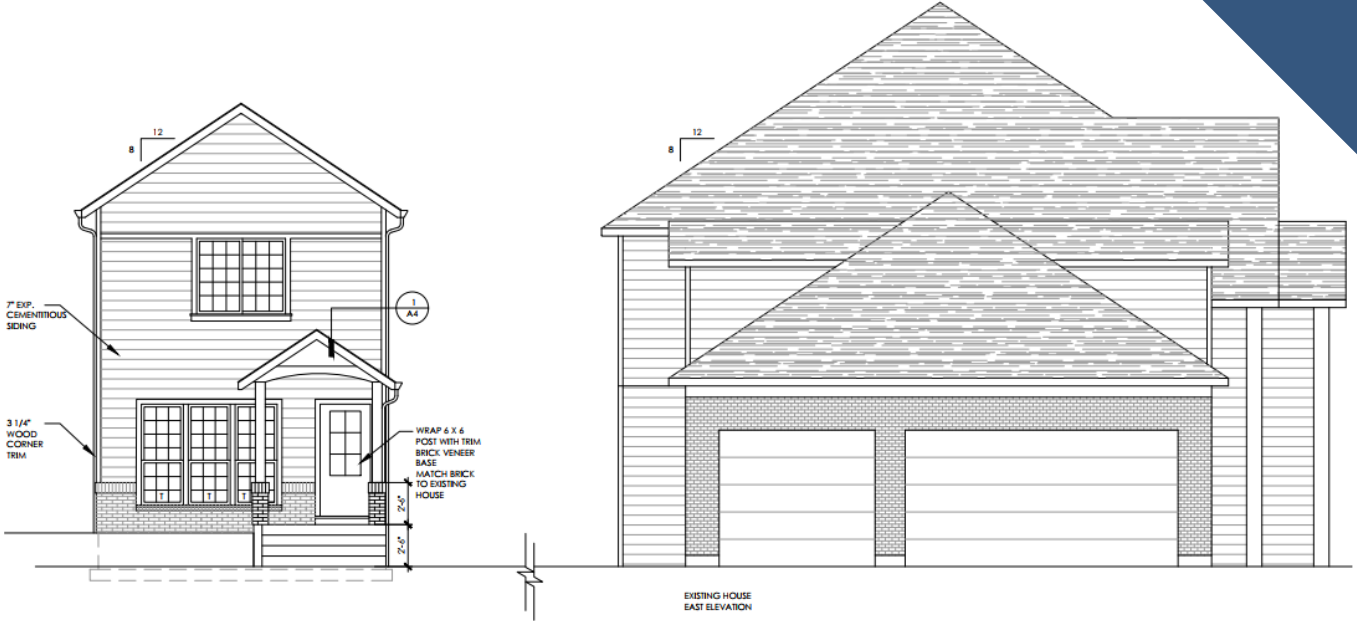 12
8
12
8
1
A4
7" EXP.
CEMENTITIOUS
SIDING
3 1/4"
WOOD
CORNER
TRIM
WRAP 6 X 6
POST WITH TRIM
BRICK VENEER
BASE
MATCH BRICK
TO EXISTING
HOUSE
T
T
T
2'-6"
2'-6"
EXISTING HOUSE
EAST ELEVATION